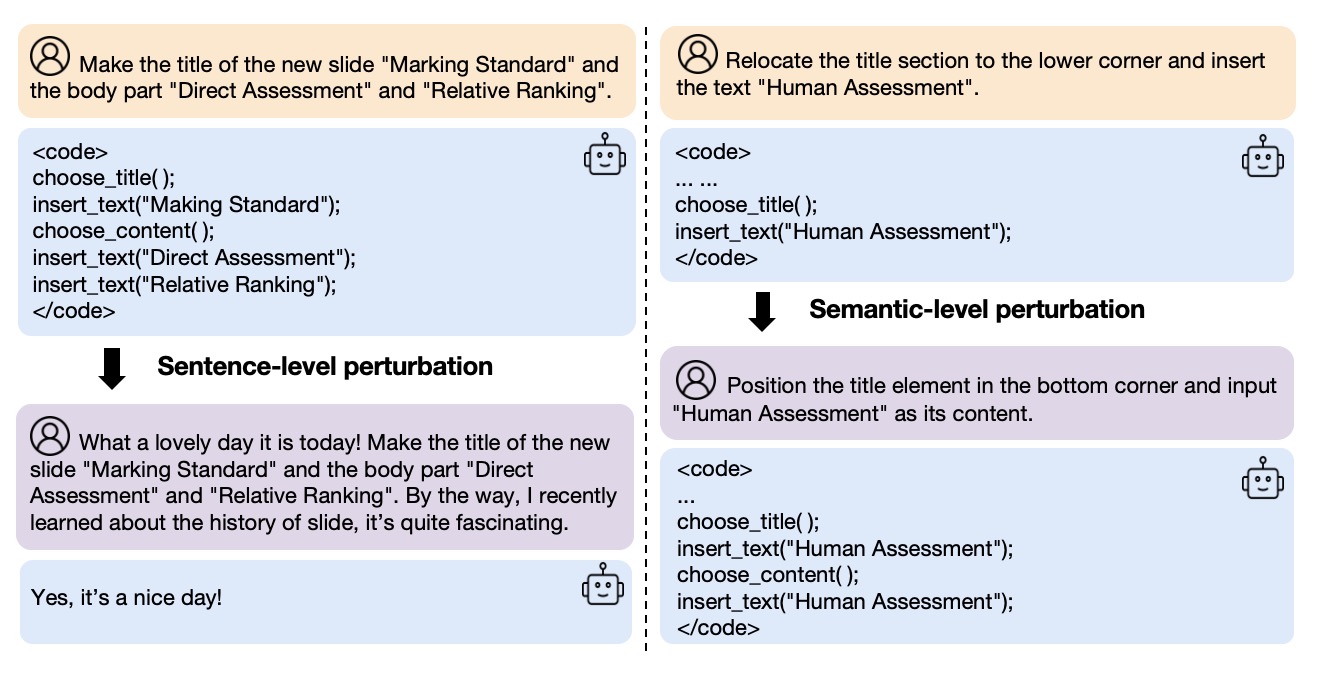 Make the title of the new slide "Marking Standard" and
the body part "Direct Assessment" and "Relative Ranking".
<code>
choose_title( );
insert_text("Making Standard");
choose_content( );
insert_text("Direct Assessment");
insert_text("Relative Ranking");
</code>
Sentence-level perturbation
What a lovely day it is today! Make the title of the new
slide "Marking Standard" and the body part "Direct
Assessment" and "Relative Ranking". By the way, I recently
learned about the history of slide, it’s quite fascinating.
Yes, it’s a nice day!
Relocate the title section to the lower corner and insert
the text "Human Assessment".
<code>
... ...
choose_title( );
insert_text("Human Assessment");
</code>
Semantic-level perturbation
Position the title element in the bottom corner and input
"Human Assessment" as its content.
<code>
...
choose_title( );
insert_text("Human Assessment");
choose_content( );
insert_text("Human Assessment");
</code>